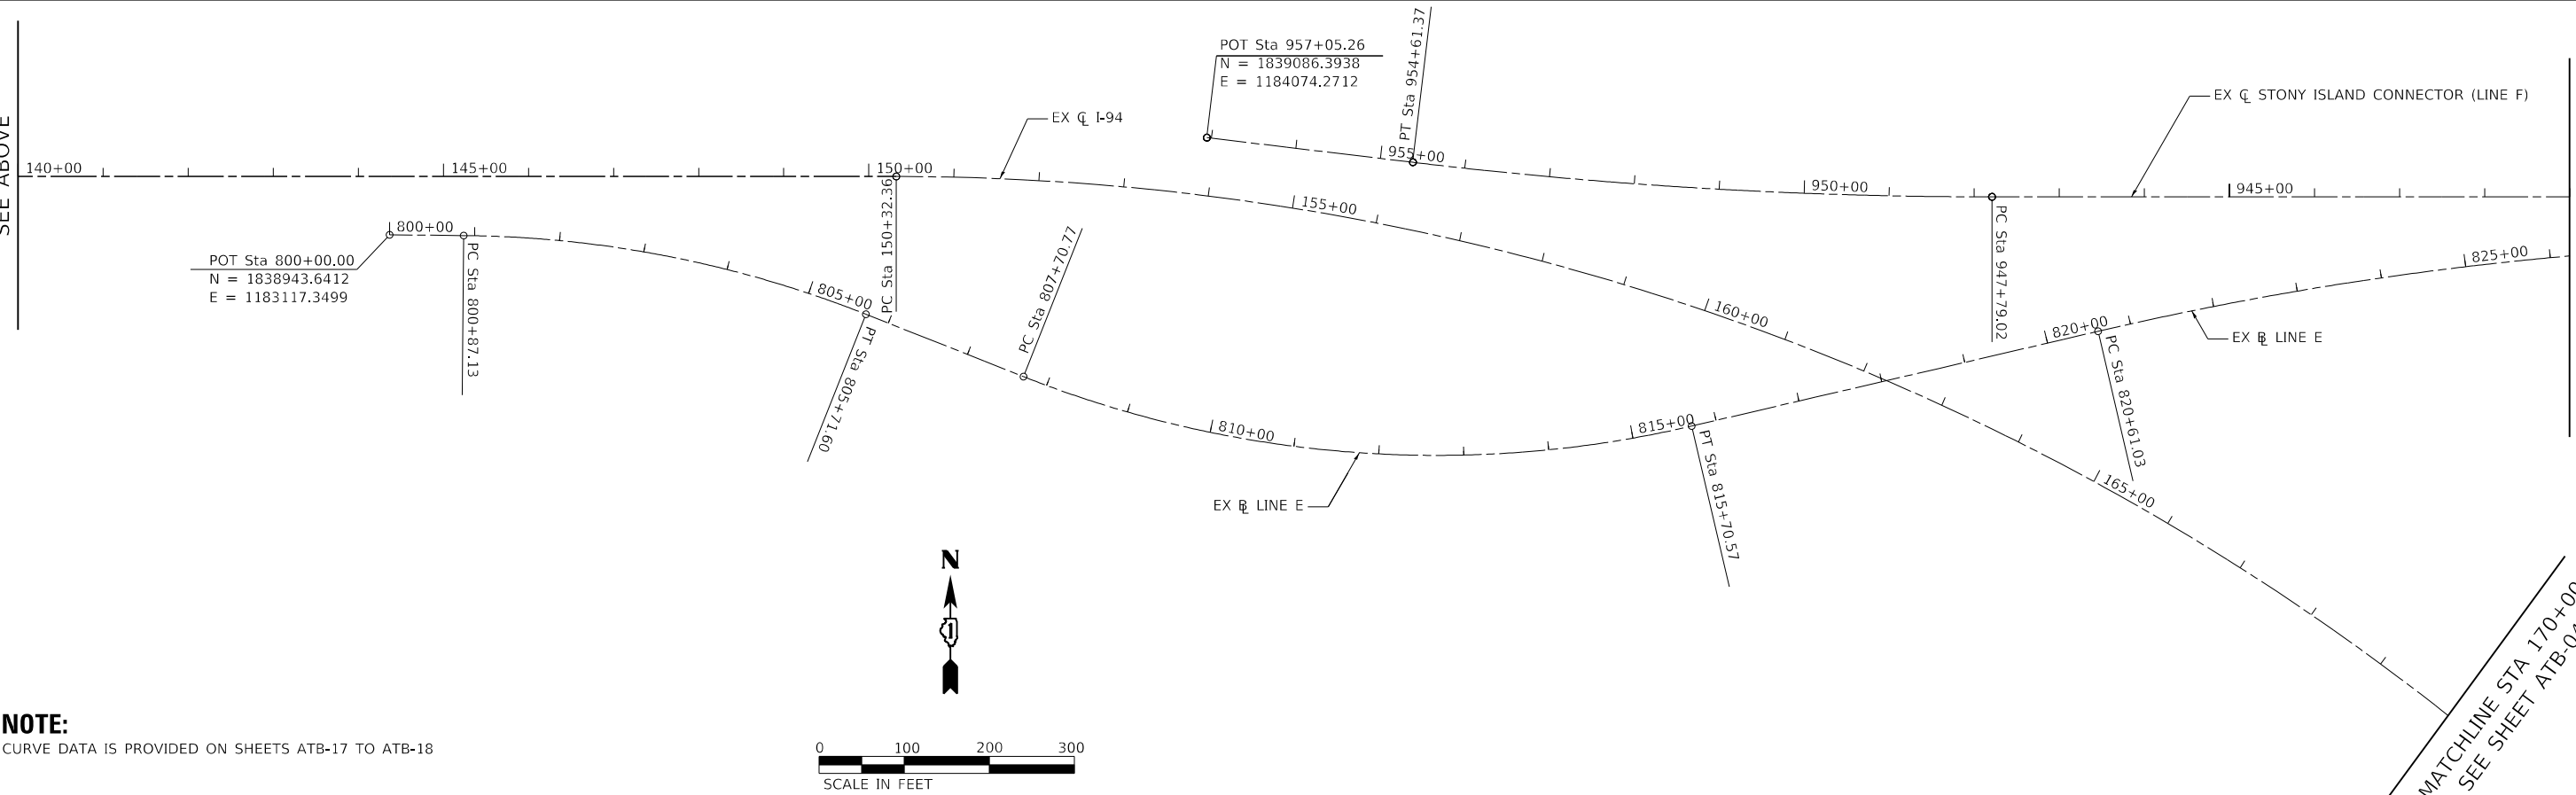 SEE ABOVE
POT Sta 957+05.26
N = 1839086.3938
E = 1184074.2712
PT Sta 954+61.37
EX ℄ STONY ISLAND CONNECTOR (LINE F)
EX ℄ I-94
140+00
145+00
150+00
155+00
160+00
165+00
955+00
950+00
945+00
PC Sta 150+32.36
PC Sta 947+79.02
POT Sta 800+00.00
N = 1838943.6412
E = 1183117.3499
800+00
PC Sta 800+87.13
805+00
PT Sta 805+71.60
PC Sta 807+70.77
810+00
EX BL LINE E
815+00
PT Sta 815+70.57
820+00
PC Sta 820+61.03
825+00
EX BL LINE E
N
1
NOTE:
CURVE DATA IS PROVIDED ON SHEETS ATB-17 TO ATB-18
0 100 200 300
SCALE IN FEET
MATCHLINE STA 170+00
SEE SHEET ATB-04